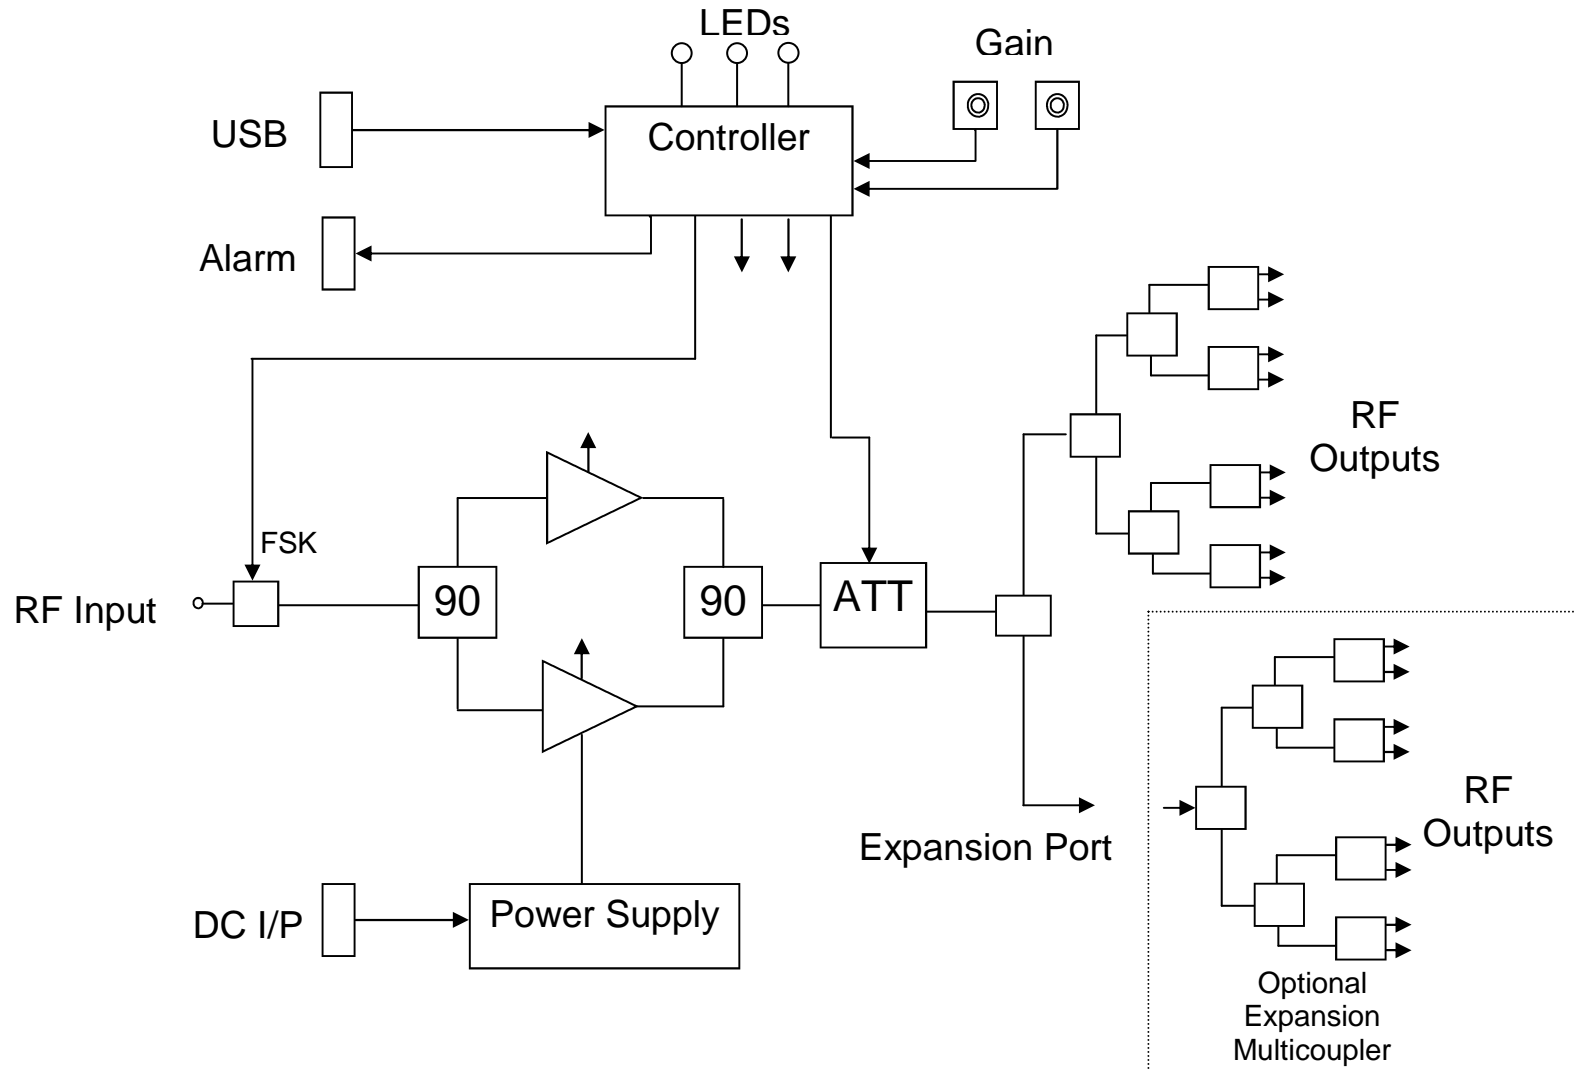 LEDs
Gain
USB
Controller
Alarm
RF
Outputs
FSK
RF Input
90
90
ATT
Expansion Port
RF
Outputs
DC I/P
Power Supply
Optional
Expansion
Multicoupler